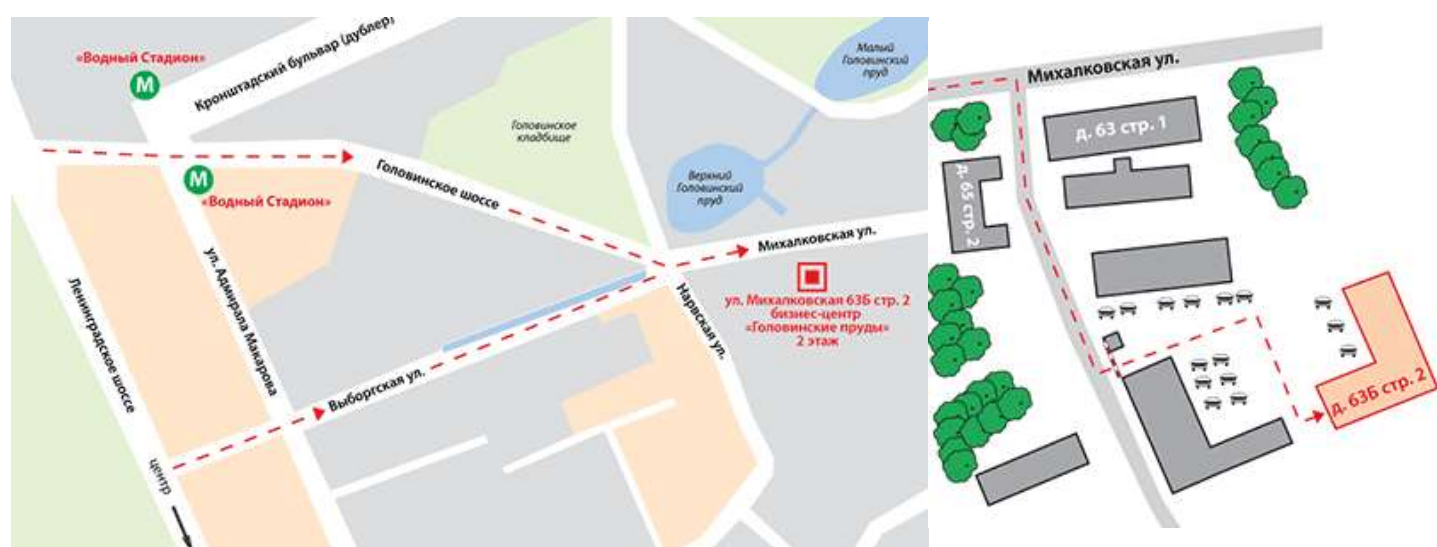 «Водный Стадион»
М
Кронштадский бульвар (дублер)
Малый
Головинский
пруд
Головинское
кладбище
Головинское шоссе
М
«Водный Стадион»
Верхний
Головинский
пруд
Михалковская ул.
ул. Михалковская 63Б стр. 2
бизнес-центр
«Головинские пруды»
2 этаж
Ленинградское шоссе
ул. Адмирала Макарова
Нарвская ул.
Выборгская ул.
центр
Михалковская ул.
д. 63 стр. 1
д. 65 стр. 2
д. 63Б стр. 2